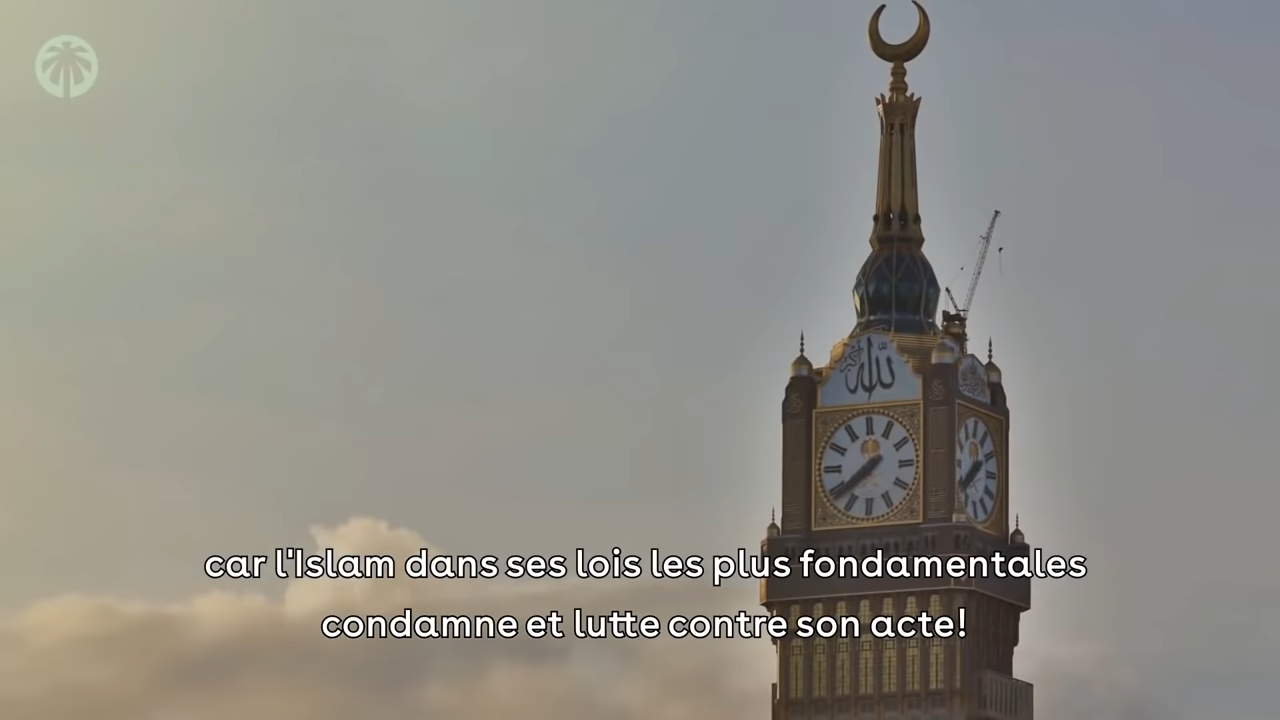 الله
car l'Islam dans ses lois les plus fondamentales
condamne et lutte contre son acte!